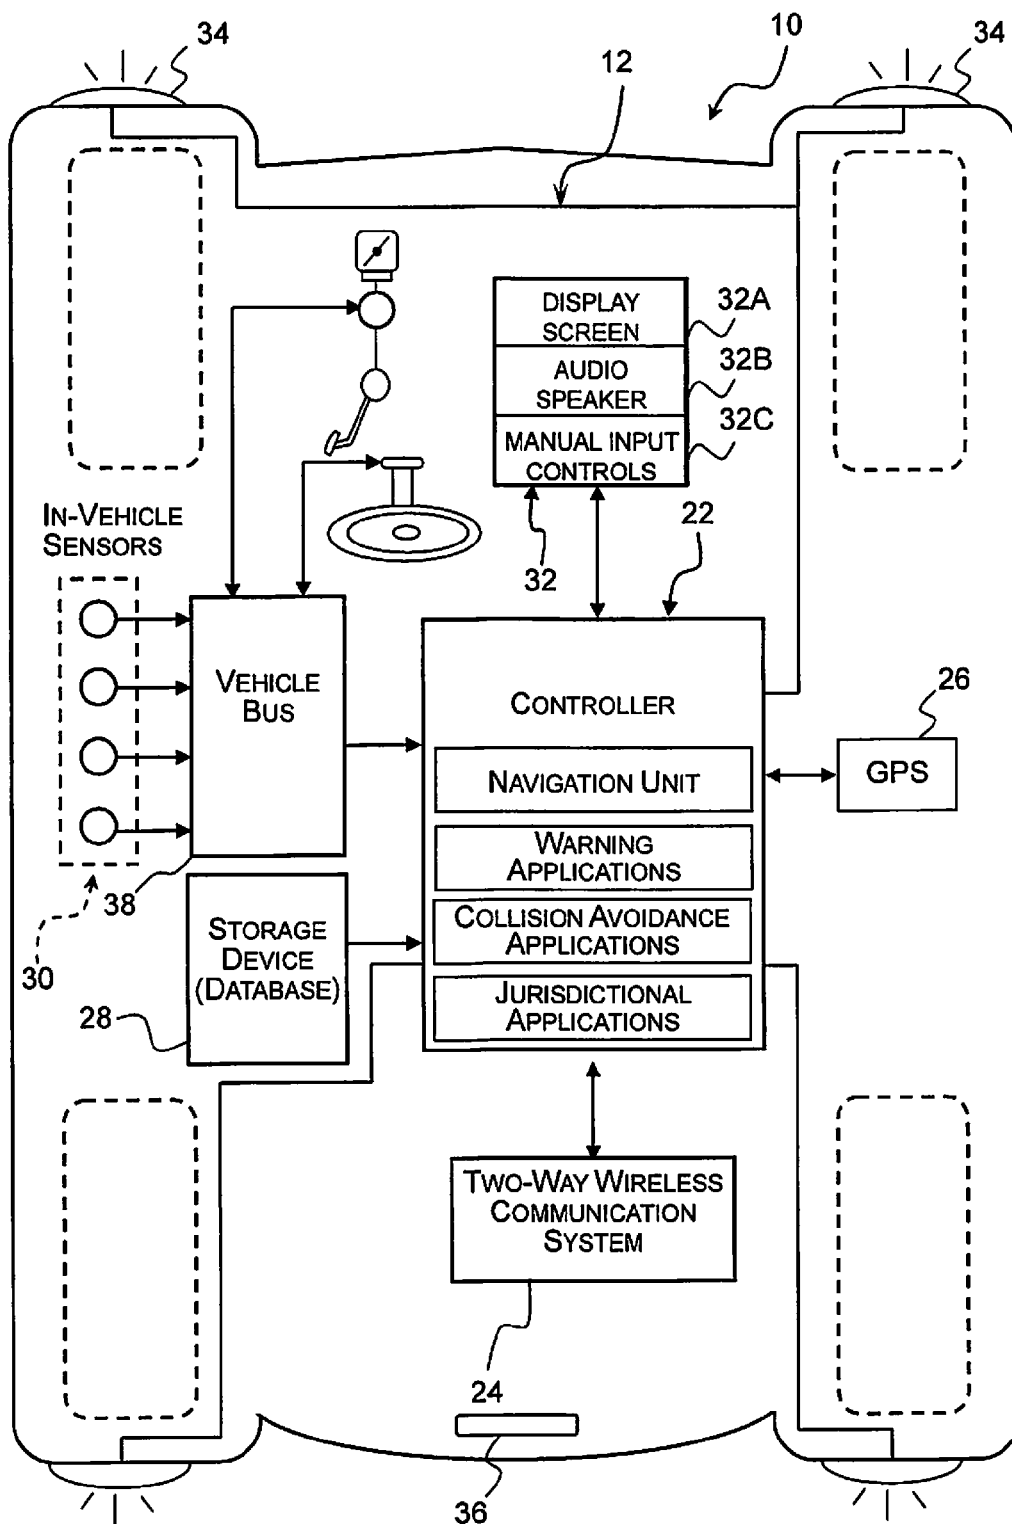 34
10
34
12
DISPLAY
SCREEN
32A
AUDIO
SPEAKER
32B
MANUAL INPUT
CONTROLS
32C
IN-VEHICLE
SENSORS
32
22
VEHICLE
BUS
CONTROLLER
26
GPS
NAVIGATION UNIT
WARNING
APPLICATIONS
38
COLLISION AVOIDANCE
APPLICATIONS
30
STORAGE
DEVICE
(DATABASE)
JURISDICTIONAL
APPLICATIONS
28
TWO-WAY WIRELESS
COMMUNICATION
SYSTEM
24
36